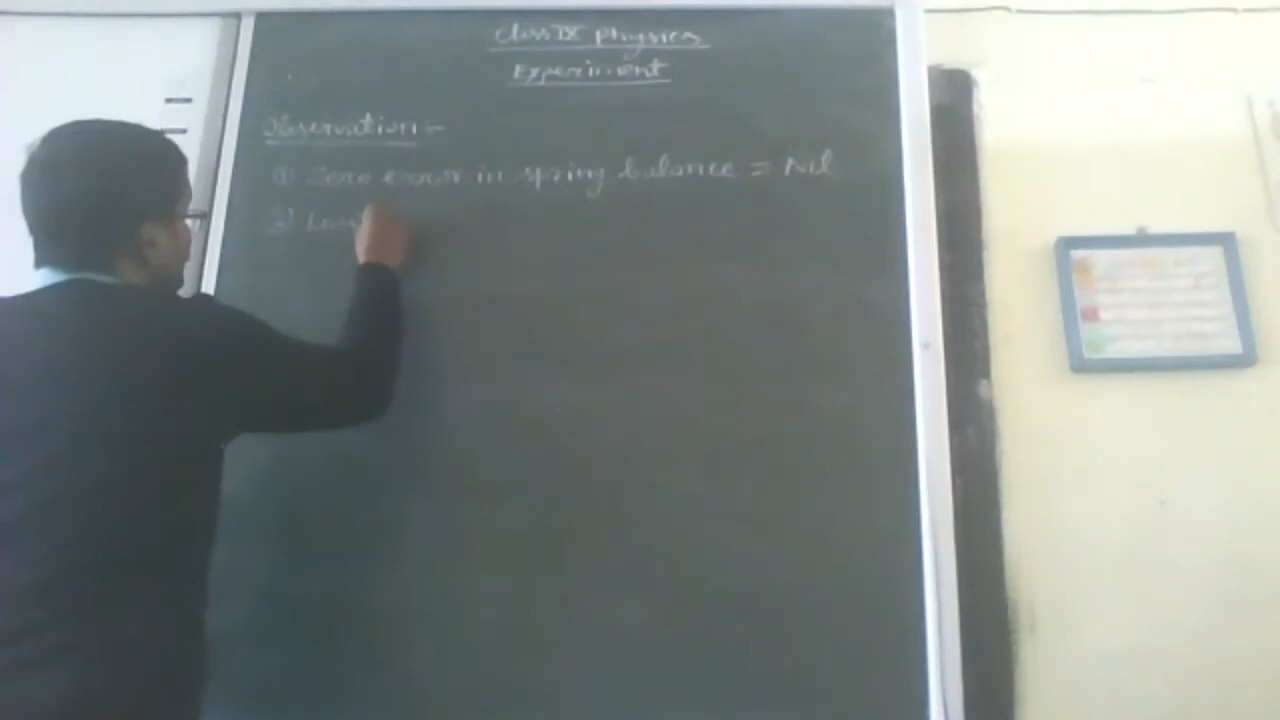 Class IX Physics
Experiment
Observation:-
① Zero error in spring balance = Nil